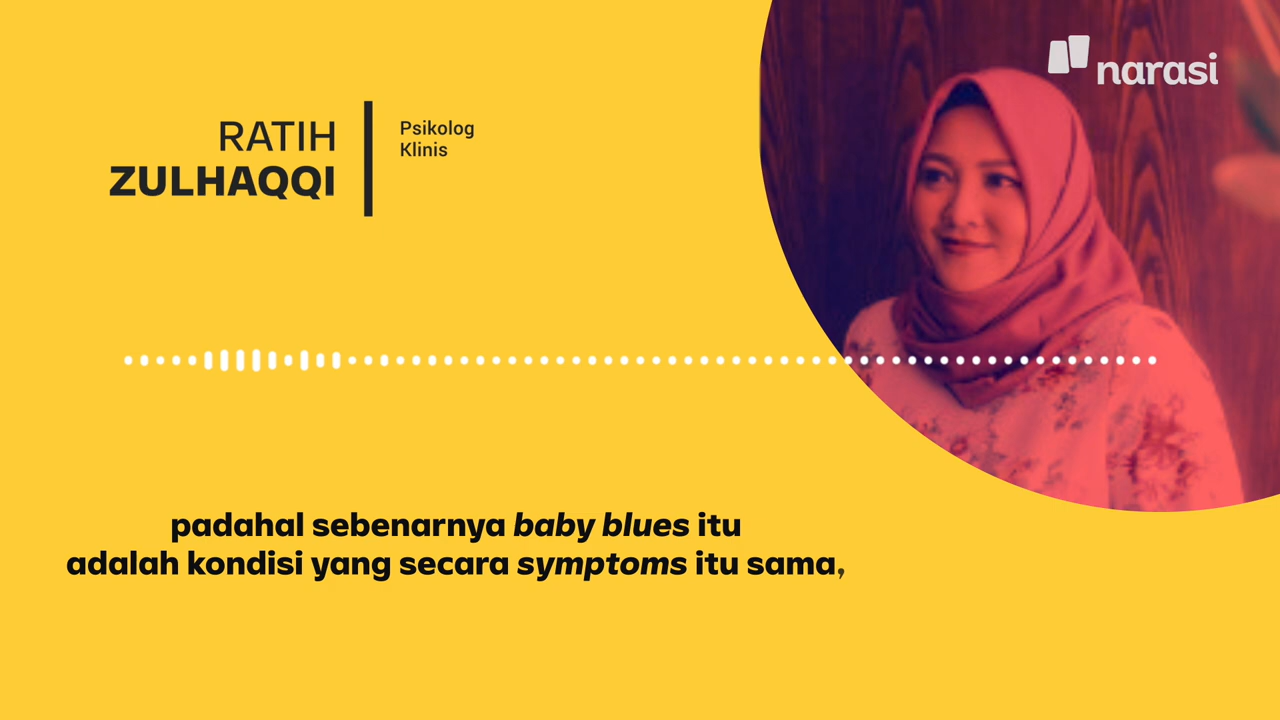 narasi
RATIH
ZULHAQQI
Psikolog
Klinis
padahal sebenarnya baby blues itu
adalah kondisi yang secara symptoms itu sama,